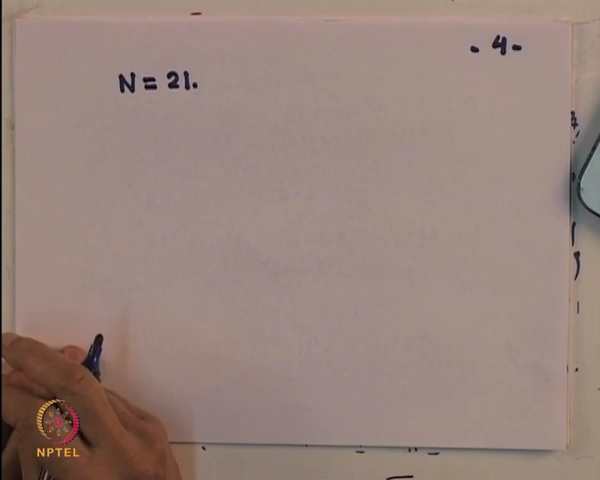 - 4 -
N = 21.
NPTEL